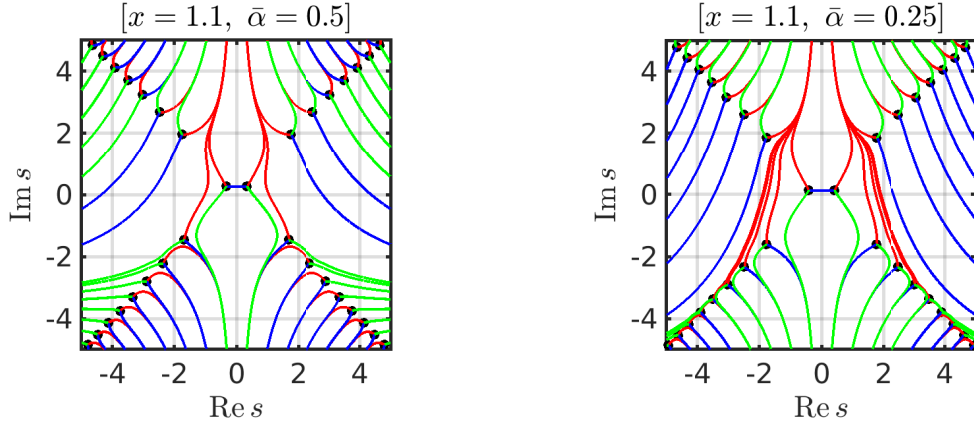 [x = 1.1, ᾱ = 0.5]
4
2
0
-2
-4
Im s
-4 -2 0 2 4
Re s
[x = 1.1, ᾱ = 0.25]
4
2
0
-2
-4
Im s
-4 -2 0 2 4
Re s